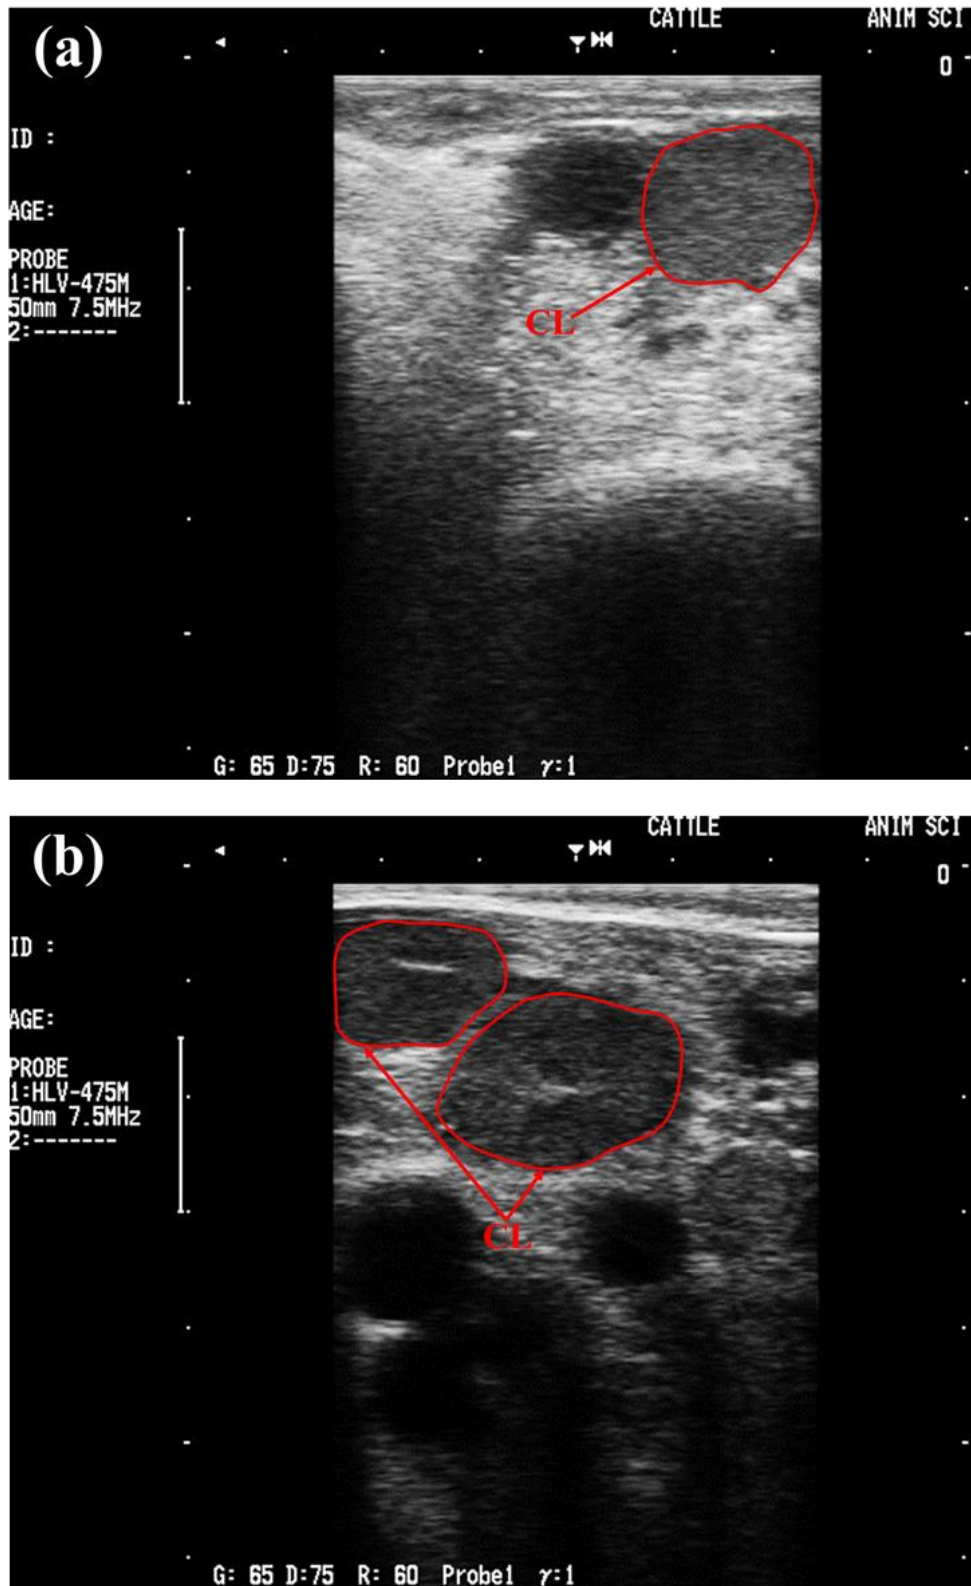 (a)
CATTLE
ANIM SCI
0
ID :
AGE:
PROBE
1:HLV-475M
50mm 7.5MHz
2:-------
CL
G: 65 D:75 R: 60 Probe1 γ:1
(b)
CATTLE
ANIM SCI
0
ID :
AGE:
PROBE
1:HLV-475M
50mm 7.5MHz
2:-------
CL
G: 65 D:75 R: 60 Probe1 γ:1